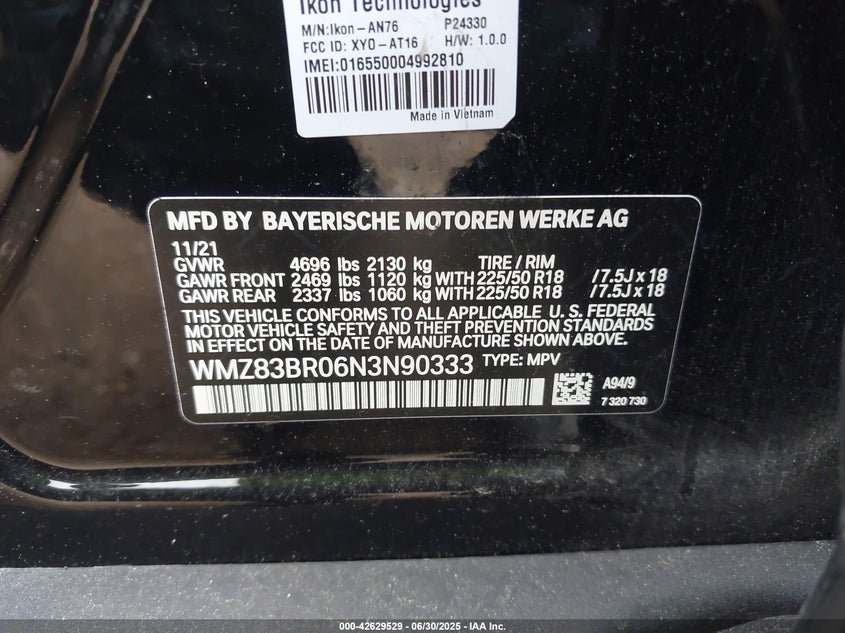 Ikon Technologies
M/N:Ikon-AN76 P24330
FCC ID: XYO-AT16 H/W: 1.0.0
IMEI:016550004992810
Made in Vietnam
MFD BY BAYERISCHE MOTOREN WERKE AG
11/21
GVWR 4696 lbs 2130 kg TIRE / RIM
GAWR FRONT 2469 lbs 1120 kg WITH 225/50 R18 / 7.5J x 18
GAWR REAR 2337 lbs 1060 kg WITH 225/50 R18 / 7.5J x 18
THIS VEHICLE CONFORMS TO ALL APPLICABLE U. S. FEDERAL
MOTOR VEHICLE SAFETY AND THEFT PREVENTION STANDARDS
IN EFFECT ON THE DATE OF MANUFACTURE SHOWN ABOVE.
WMZ83BR06N3N90333 TYPE: MPV
A94/9
7 320 730
000-42629529 | 06/30/2025 - IAA Inc.